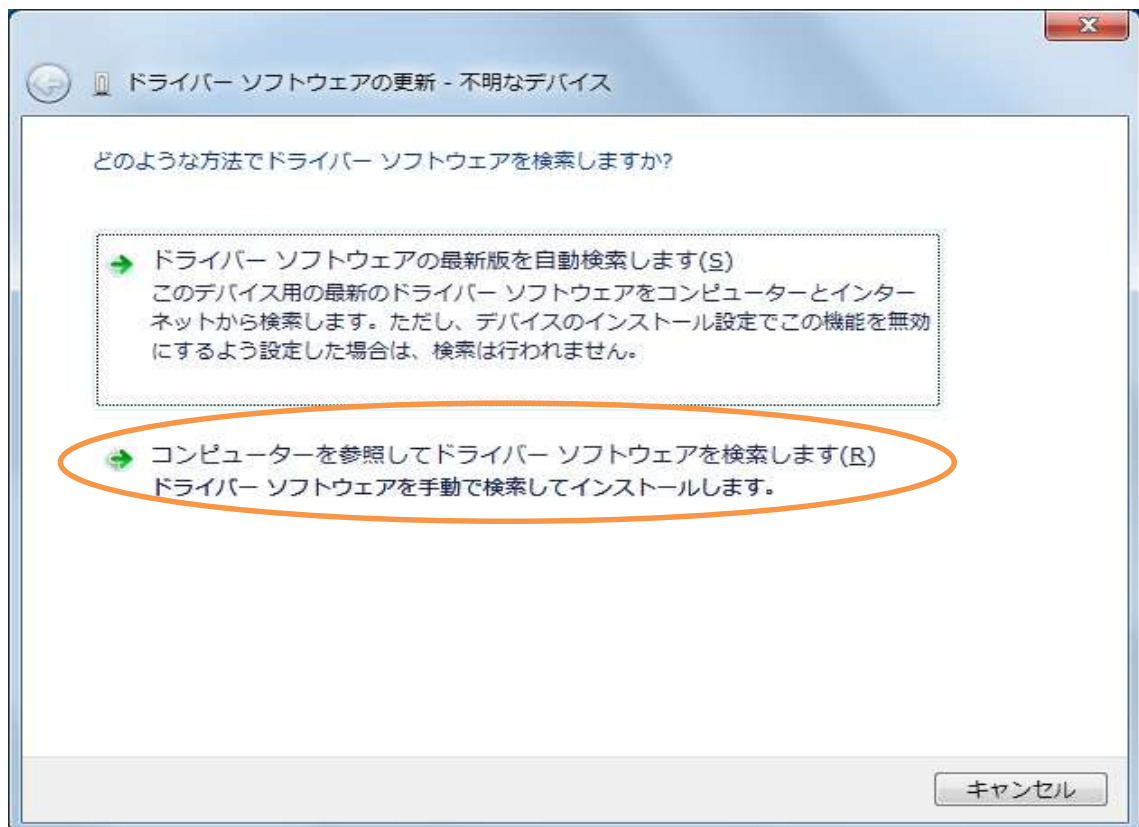 ドライバー ソフトウェアの更新 - 不明なデバイス
どのような方法でドライバー ソフトウェアを検索しますか?
ドライバー ソフトウェアの最新版を自動検索します(S)
このデバイス用の最新のドライバー ソフトウェアをコンピューターとインター
ネットから検索します。ただし、デバイスのインストール設定でこの機能を無効
にするよう設定した場合は、検索は行われません。
コンピューターを参照してドライバー ソフトウェアを検索します(R)
ドライバー ソフトウェアを手動で検索してインストールします。
キャンセル